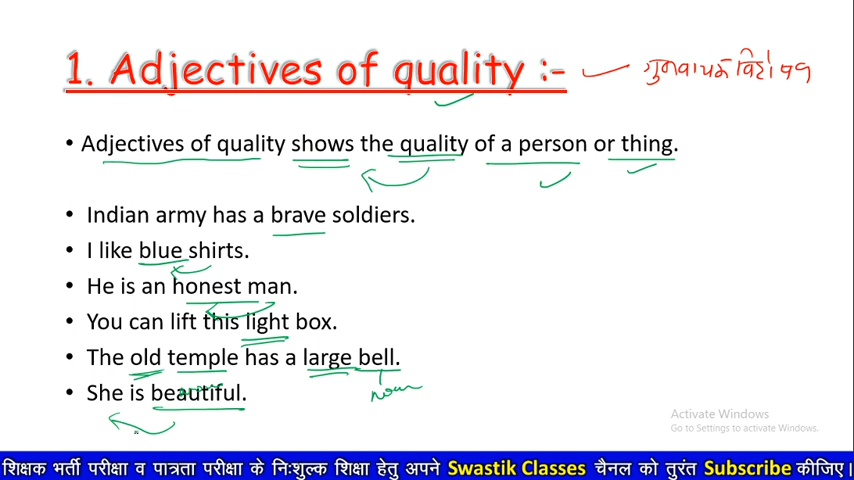 1. Adjectives of quality :- गुणवाचक विशेषण
• Adjectives of quality shows the quality of a person or thing.
• Indian army has a brave soldiers.
• I like blue shirts.
• He is an honest man.
• You can lift this light box.
• The old temple has a large bell.
noun noun
• She is beautiful.
Activate Windows
Go to Settings to activate Windows.
शिक्षक भर्ती परीक्षा व पात्रता परीक्षा के निःशुल्क शिक्षा हेतु अपने Swastik Classes चैनल को तुरंत Subscribe कीजिए।